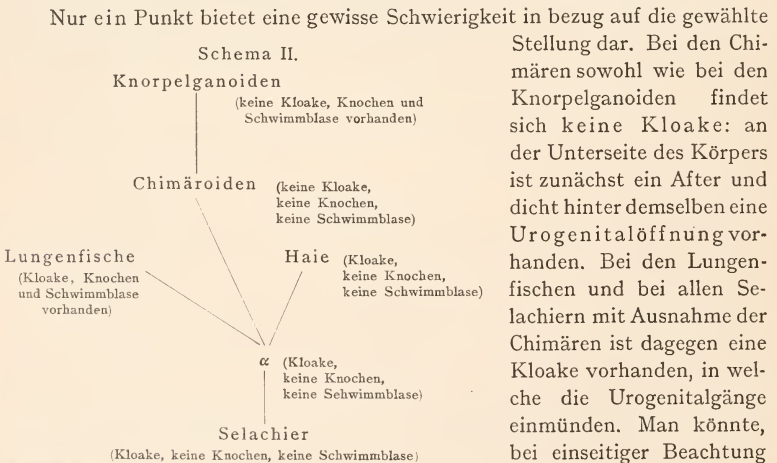 Nur ein Punkt bietet eine gewisse Schwierigkeit in bezug auf die gewählte
Stellung dar. Bei den Chi-
mären sowohl wie bei den
Knorpelganoiden findet
sich keine Kloake: an
der Unterseite des Körpers
ist zunächst ein After und
dicht hinter demselben eine
Urogenitalöffnung vor-
handen. Bei den Lungen-
fischen und bei allen Se-
lachiern mit Ausnahme der
Chimären ist dagegen eine
Kloake vorhanden, in wel-
che die Urogenitalgänge
einmünden. Man könnte,
bei einseitiger Beachtung
Schema II.
Knorpelganoiden
(keine Kloake, Knochen und
Schwimmblase vorhanden)
Chimäroiden (keine Kloake,
keine Knochen,
keine Schwimmblase)
Lungenfische
(Kloake, Knochen
und Schwimmblase
vorhanden)
Haie (Kloake,
keine Knochen,
keine Schwimmblase)
α (Kloake,
keine Knochen,
keine Sehwimmblase)
Selachier
(Kloake, keine Knochen, keine Schwimmblase)